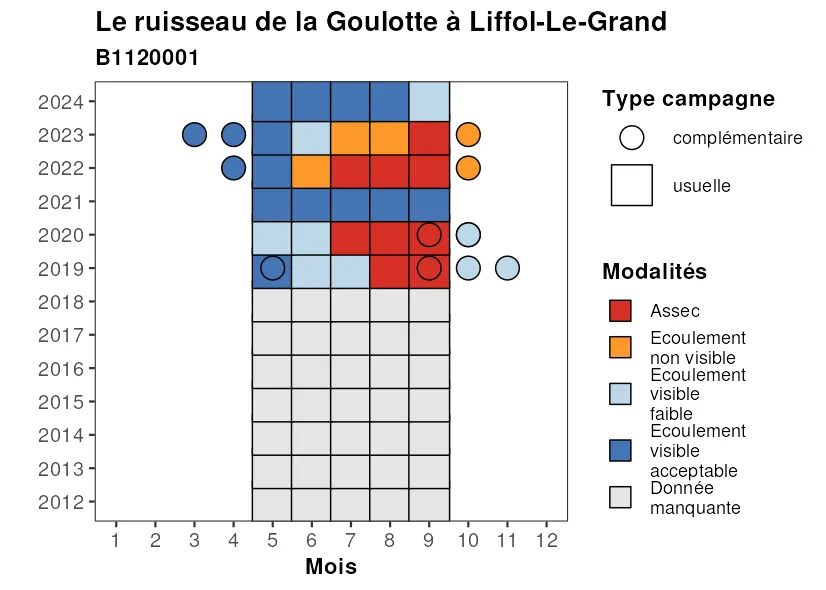 Le ruisseau de la Goulotte à Liffol-Le-Grand
B1120001
2024
2023
2022
2021
2020
2019
2018
2017
2016
2015
2014
2013
2012
1 2 3 4 5 6 7 8 9 10 11 12
Mois
Type campagne
complémentaire
usuelle
Modalités
Assec
Ecoulement
non visible
Ecoulement
visible
faible
Ecoulement
visible
acceptable
Donnée
manquante